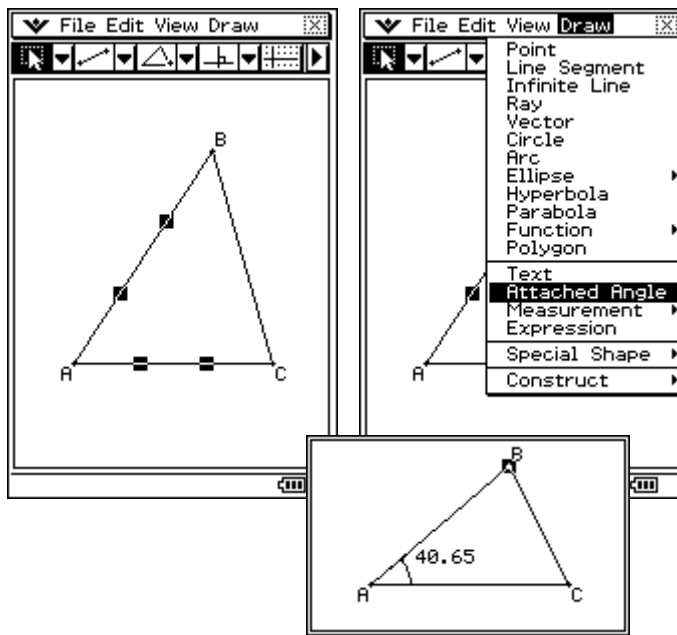 File Edit View Draw
B
A
C
File Edit View Draw
Point
Line Segment
Infinite Line
Ray
Vector
Circle
Arc
Ellipse
Hyperbola
Parabola
Function
Polygon
Text
Attached Angle
Measurement
Expression
Special Shape
Construct
A
B
40.65
A
C